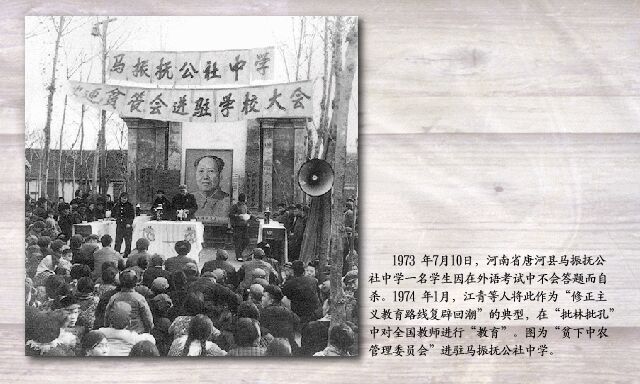 马振抚公社中学
迎贫管会进驻学校大会
1973 年7月10日，河南省唐河县马振抚公
社中学一名学生因在外语考试中不会答题而自
杀。1974 年1月，江青等人将此作为“修正主
义教育路线复辟回潮”的典型，在“批林批孔”
中对全国教师进行“教育”。图为“贫下中农
管理委员会”进驻马振抚公社中学。